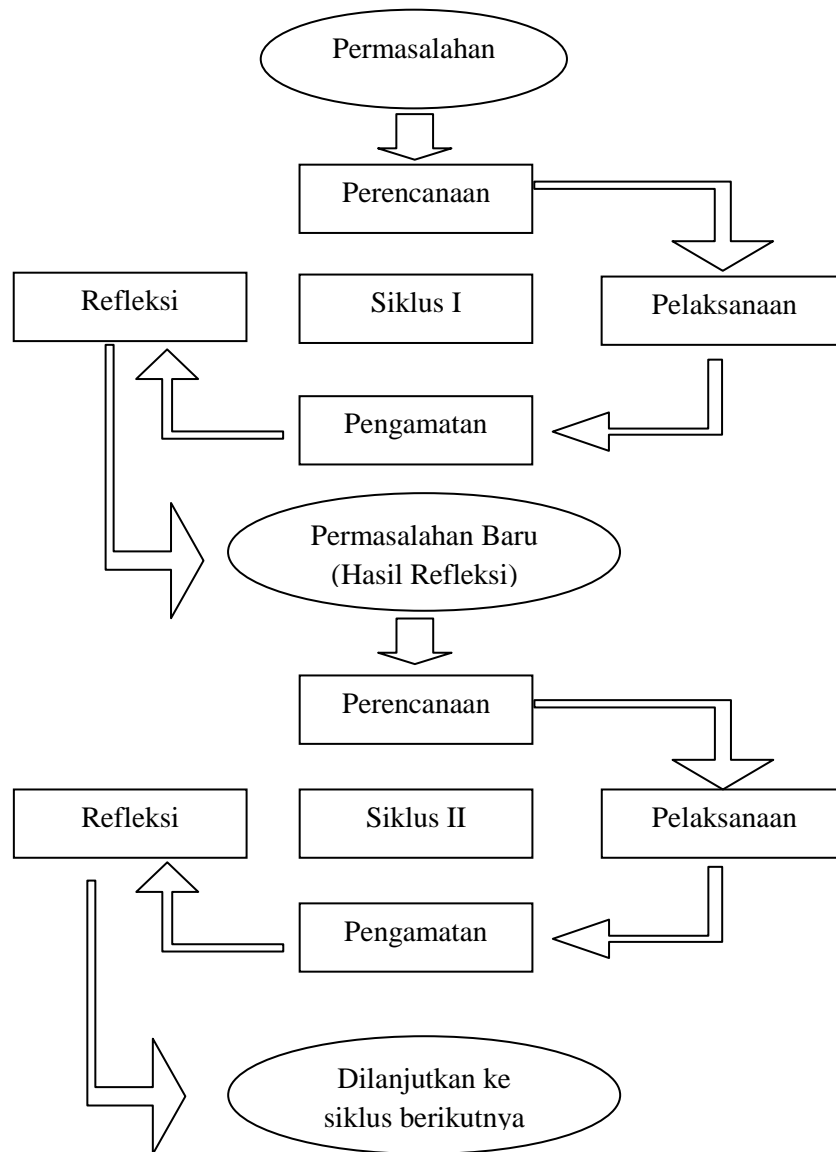 Permasalahan
Perencanaan
Refleksi
Siklus I
Pelaksanaan
Pengamatan
Permasalahan Baru
(Hasil Refleksi)
Perencanaan
Refleksi
Siklus II
Pelaksanaan
Pengamatan
Dilanjutkan ke
siklus berikutnya